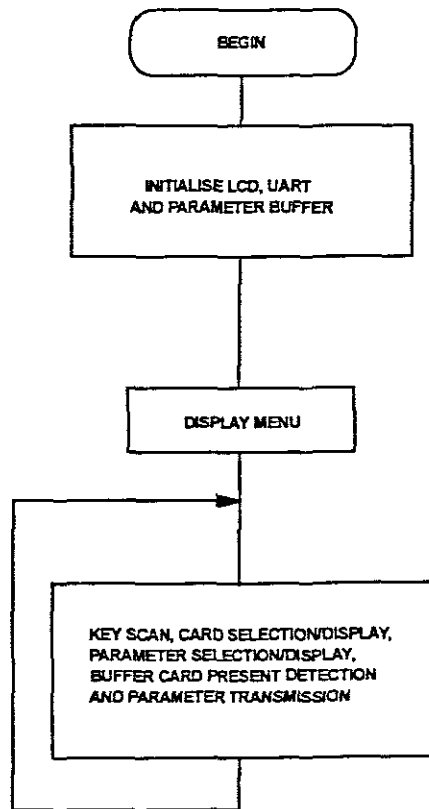 BEGIN
INITIALISE LCD, UART
AND PARAMETER BUFFER
DISPLAY MENU
KEY SCAN, CARD SELECTION/DISPLAY,
PARAMETER SELECTION/DISPLAY,
BUFFER CARD PRESENT DETECTION
AND PARAMETER TRANSMISSION